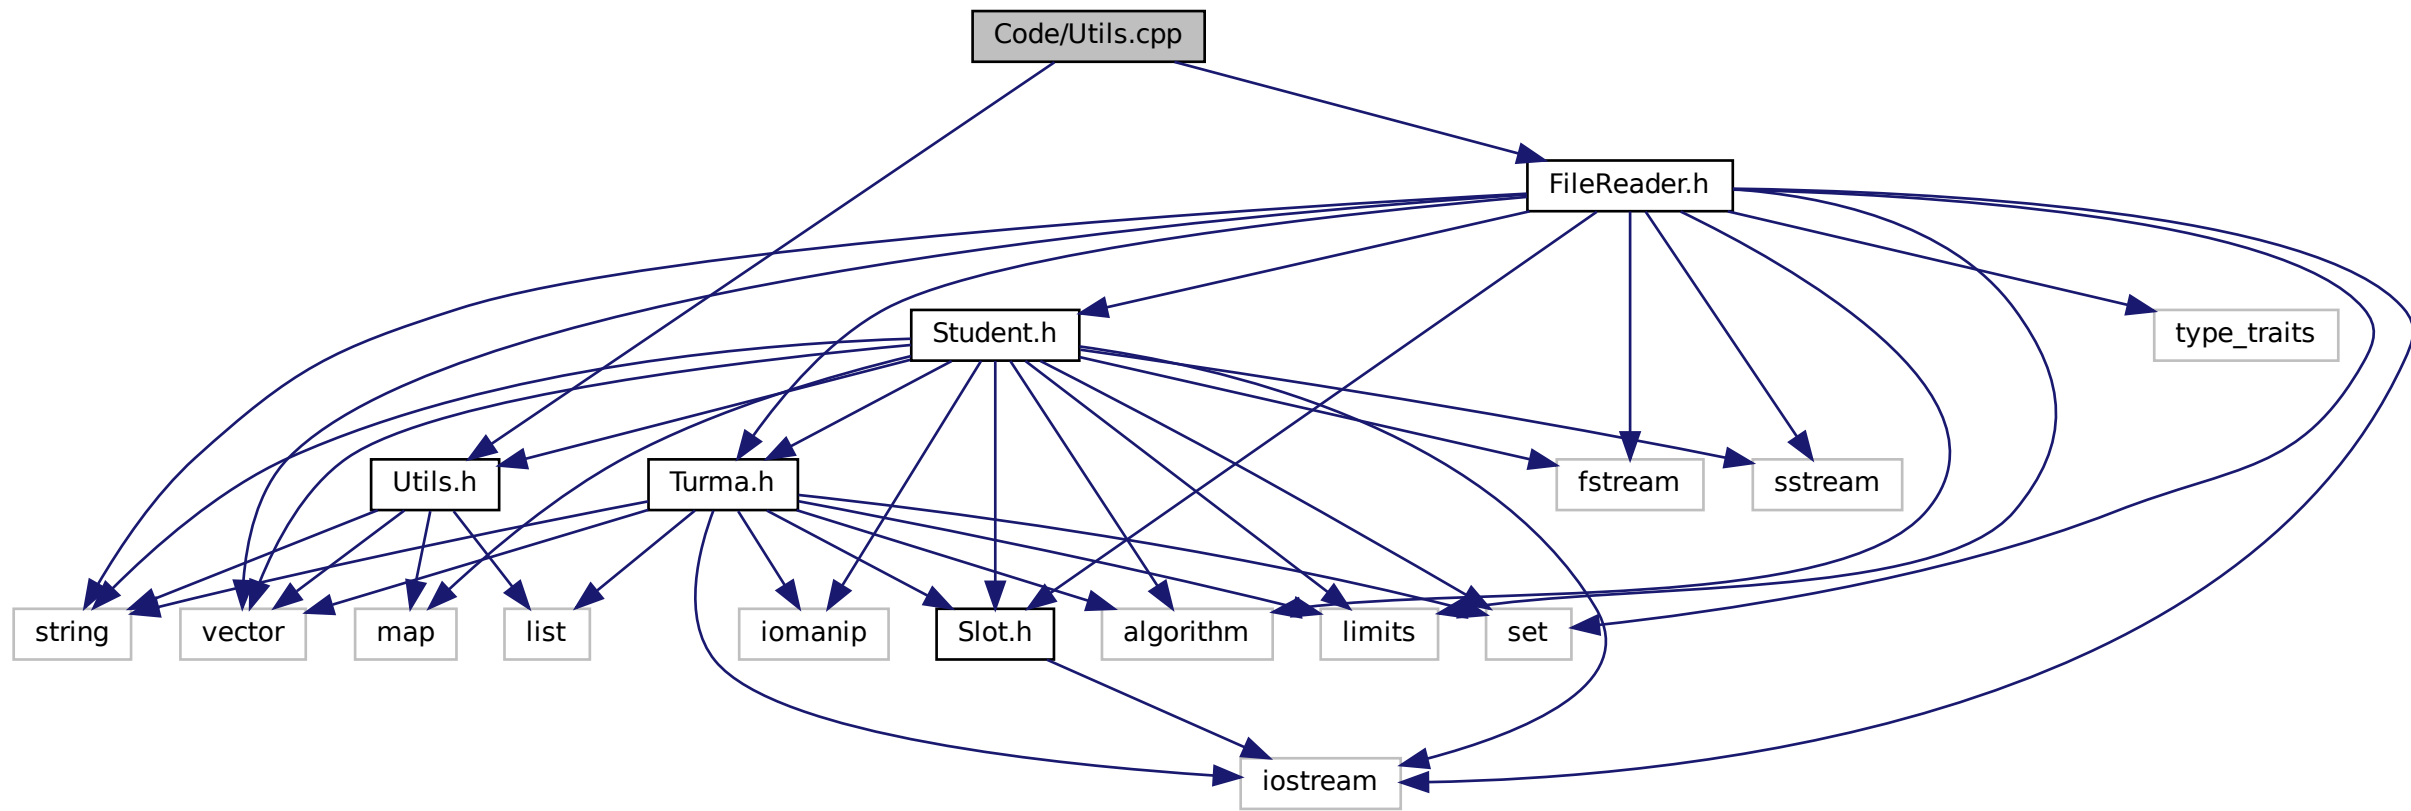 Code/Utils.cpp
FileReader.h
Student.h
type_traits
Utils.h
Turma.h
fstream
sstream
string
vector
map
list
iomanip
Slot.h
algorithm
limits
set
iostream